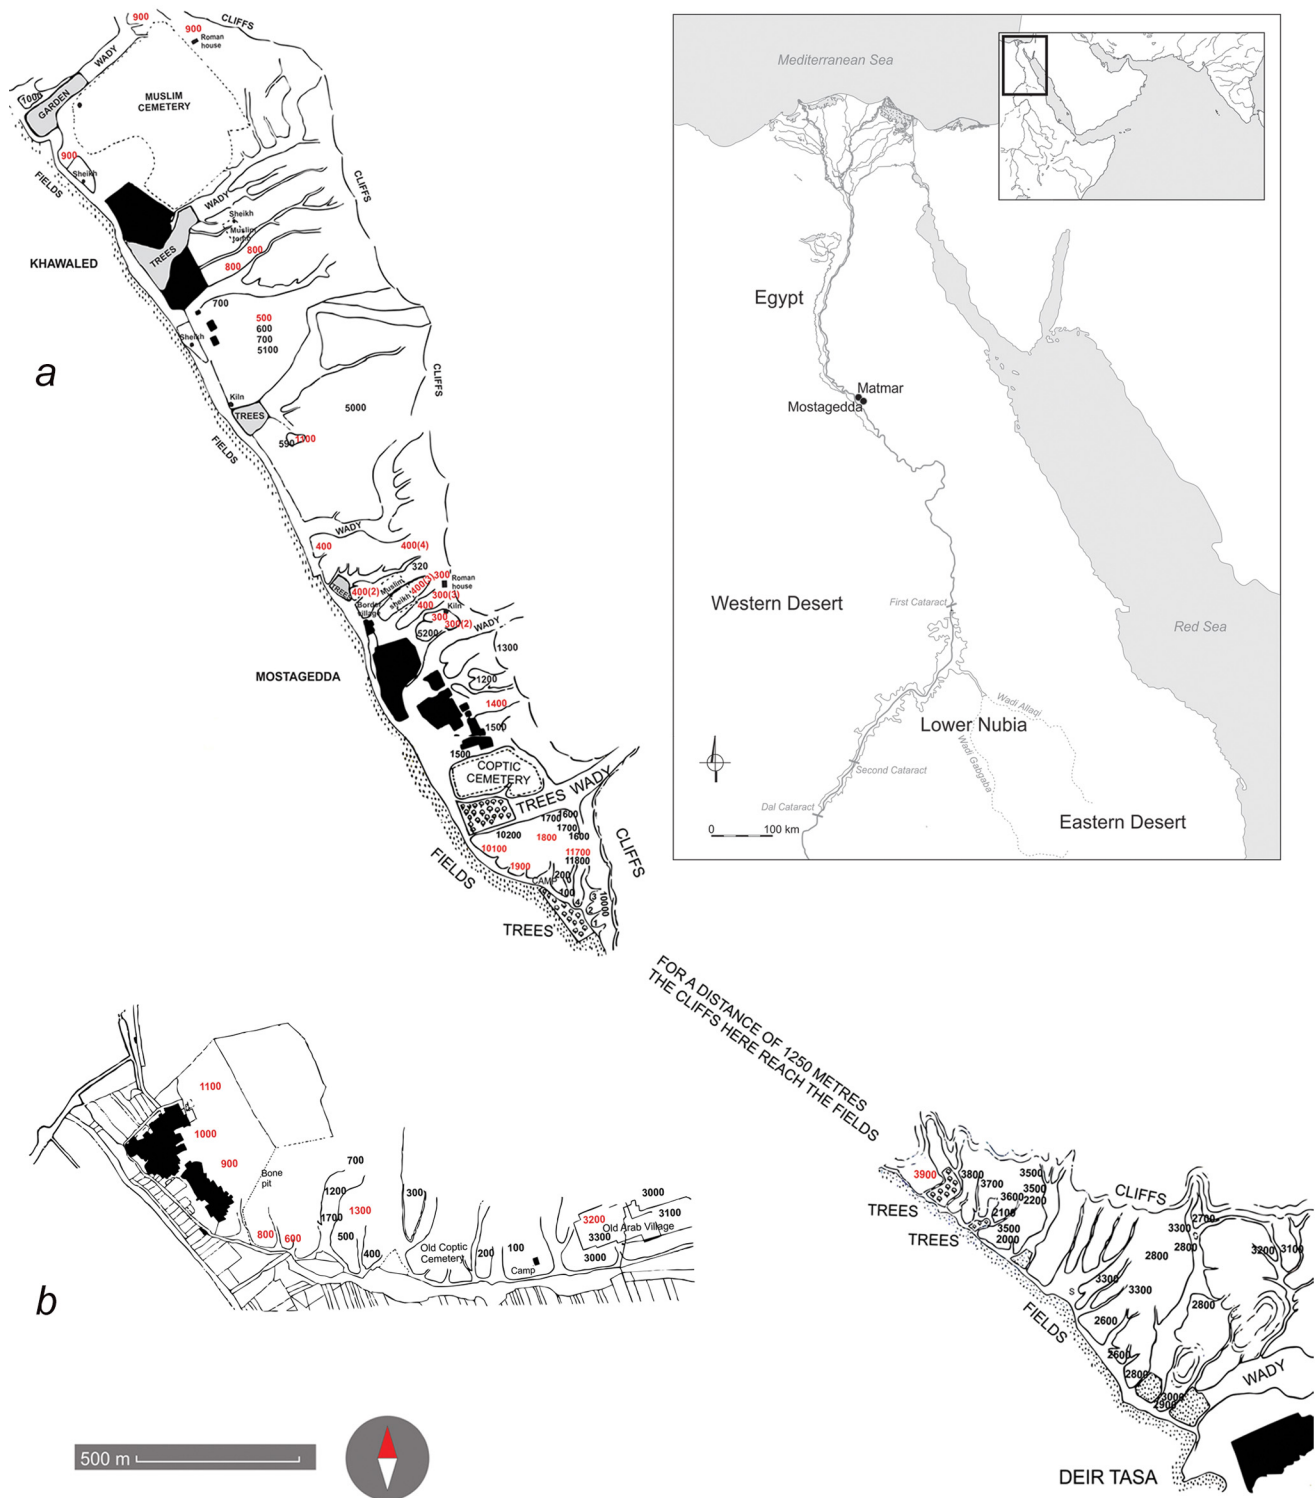 900
900
CLIFFS
Roman
house
WADY
1000
GARDEN
MUSLIM
CEMETERY
900
Sheikh
FIELDS
CLIFFS
WADY
Sheikh
Muslim
tomb
TREES
800
800
KHAWALED
700
500
600
700
5100
Sheikh
a
CLIFFS
Kiln
TREES
5000
590
1100
FIELDS
WADY
400
400(4)
320
TREES
400(2)
Muslim
sheikh
400(3)
300
Roman
house
300(3)
Border
village
400
Kiln
300
300(2)
5200
WADY
1300
MOSTAGEDDA
1200
1400
1500
1500
COPTIC
CEMETERY
TREES WADY
1700
1600
1700
1600
10200
1800
10100
11700
11800
1900
CLIFFS
FIELDS
CAMP
200
100
10000
4
3
2
1
TREES
Mediterranean Sea
Egypt
Matmar
Mostagedda
Western Desert
First Cataract
Red Sea
Wadi Allaqi
Lower Nubia
Wadi Gabgaba
Second Cataract
Dal Cataract
Eastern Desert
0
100 km
FOR A DISTANCE OF 1250 METRES
THE CLIFFS HERE REACH THE FIELDS
1100
1000
900
Bone
pit
700
1200
300
1300
1700
800
600
500
400
Old Coptic
Cemetery
200
100
Camp
3000
3100
3200
Old Arab Village
3300
3000
b
3900
3800
3700
3500
3500
3600
2200
2100
3500
2000
TREES
TREES
CLIFFS
2700
3300
2800
2800
3200
3100
3300
S
3300
2800
FIELDS
2600
2600
2800
3000
2900
WADY
DEIR TASA
500 m